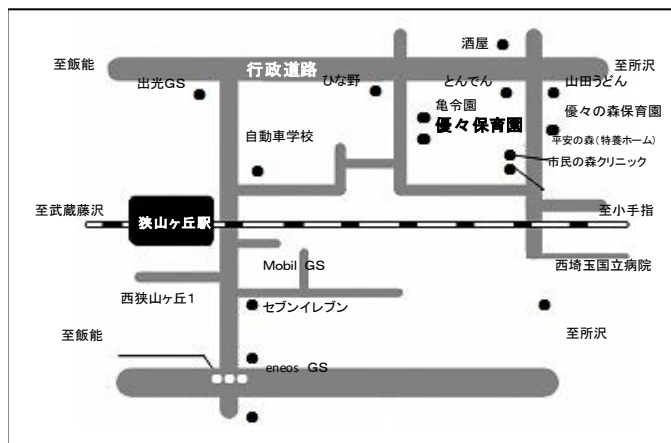 酒屋
至飯能
行政道路
至所沢
出光GS
ひな野
とんでん
山田うどん
亀令園
優々の森保育園
優々保育園
自動車学校
平安の森(特養ホーム)
市民の森クリニック
至武蔵藤沢
狭山ヶ丘駅
至小手指
Mobil GS
西埼玉国立病院
西狭山ヶ丘1
セブンイレブン
至飯能
至所沢
eneos GS